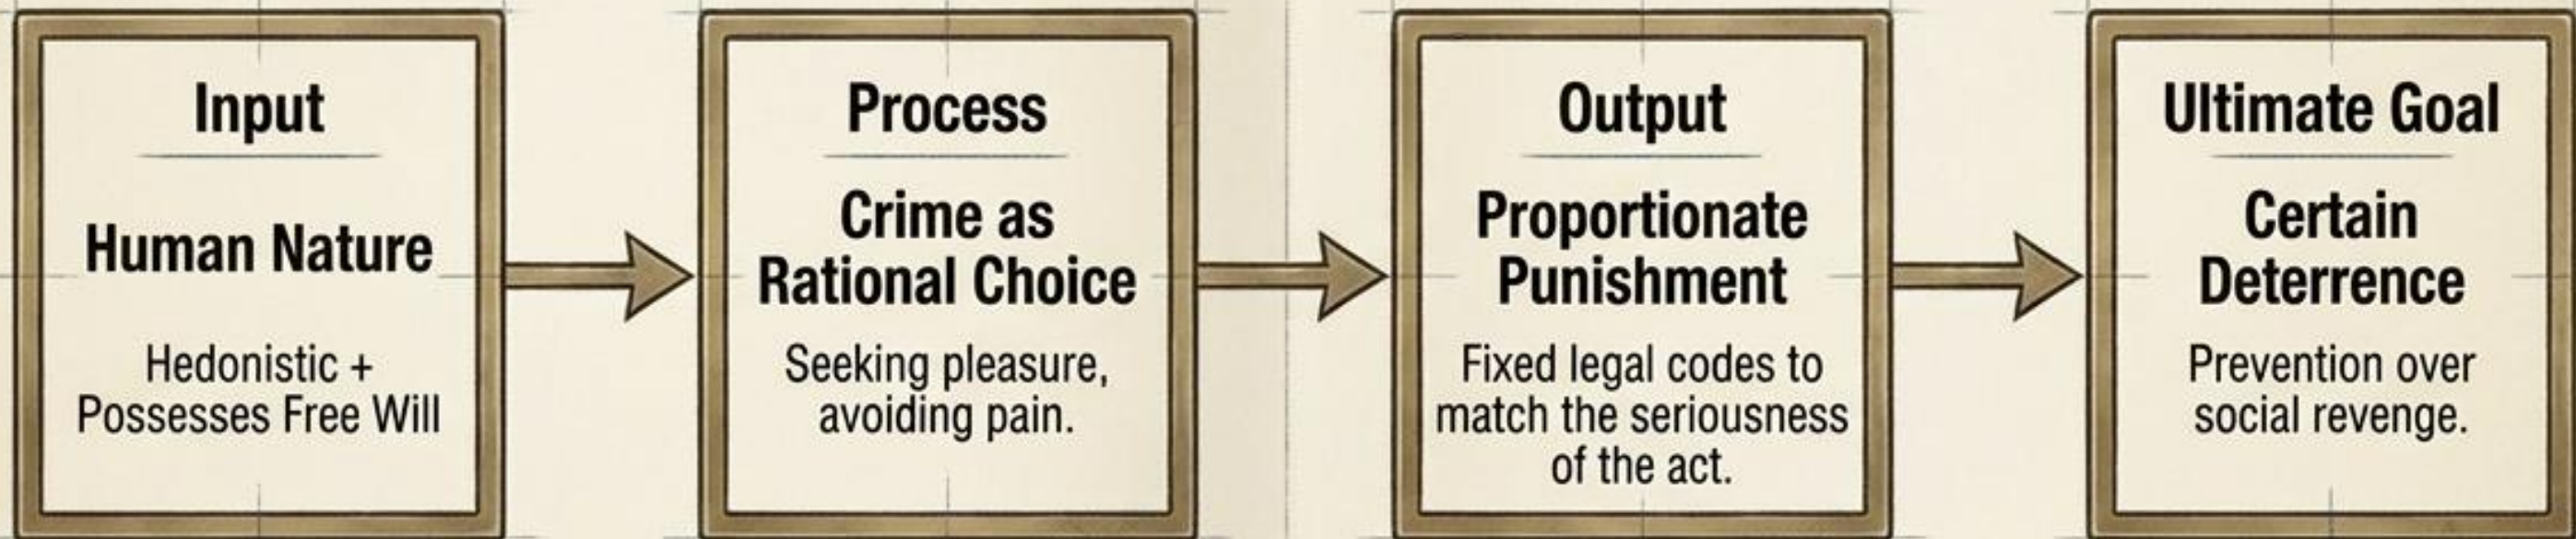 Input
Human Nature
Hedonistic +
Possesses Free Will
Process
Crime as
Rational Choice
Seeking pleasure,
avoiding pain.
Output
Proportionate
Punishment
Fixed legal codes to
match the seriousness
of the act.
Ultimate Goal
Certain
Deterrence
Prevention over
social revenge.